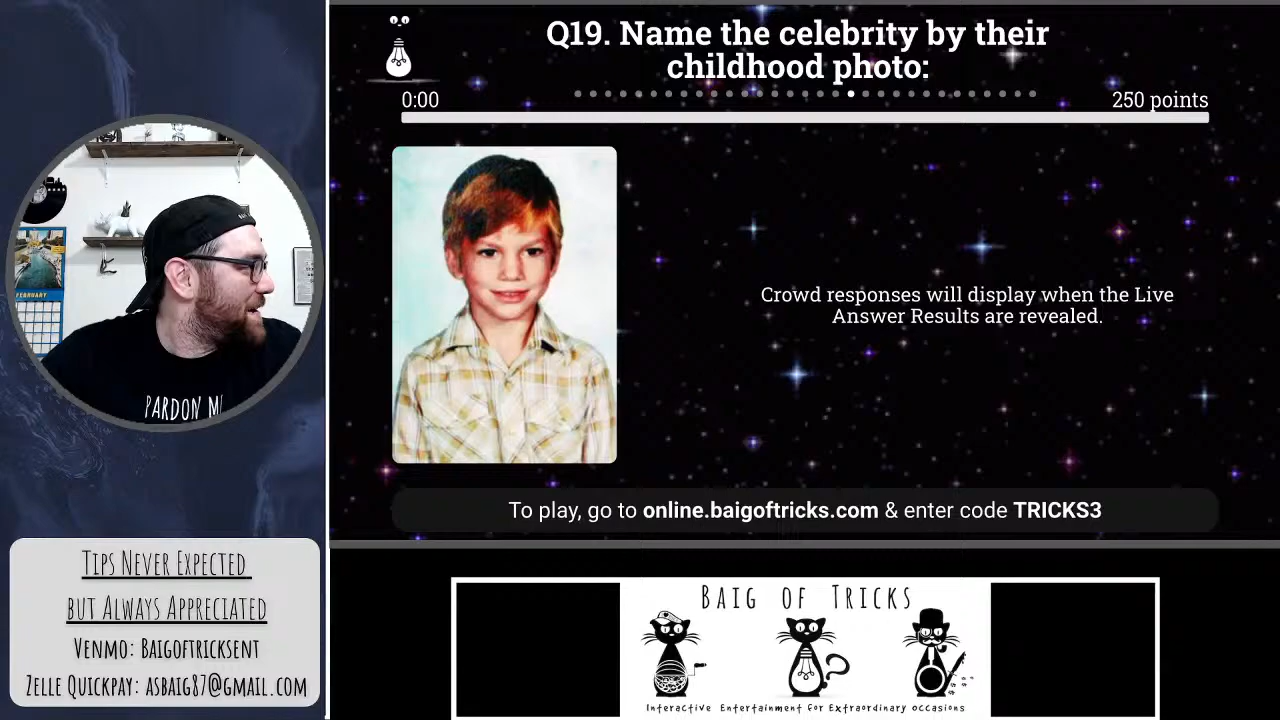 Q19. Name the celebrity by their
childhood photo:
0:00
250 points
Crowd responses will display when the Live
Answer Results are revealed.
To play, go to online.baigoftricks.com & enter code TRICKS3
FEBRUARY
PARDON M
Tips Never Expected
but Always Appreciated
Venmo: Baigoftricksent
Zelle Quickpay: asbaig87@gmail.com
Baig of Tricks
Interactive Entertainment for Extraordinary Occasions